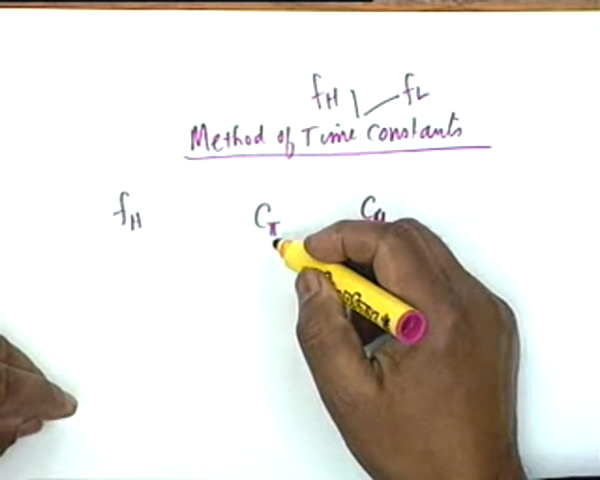 fH fL
Method of Time Constants
fH Cπ Cμ